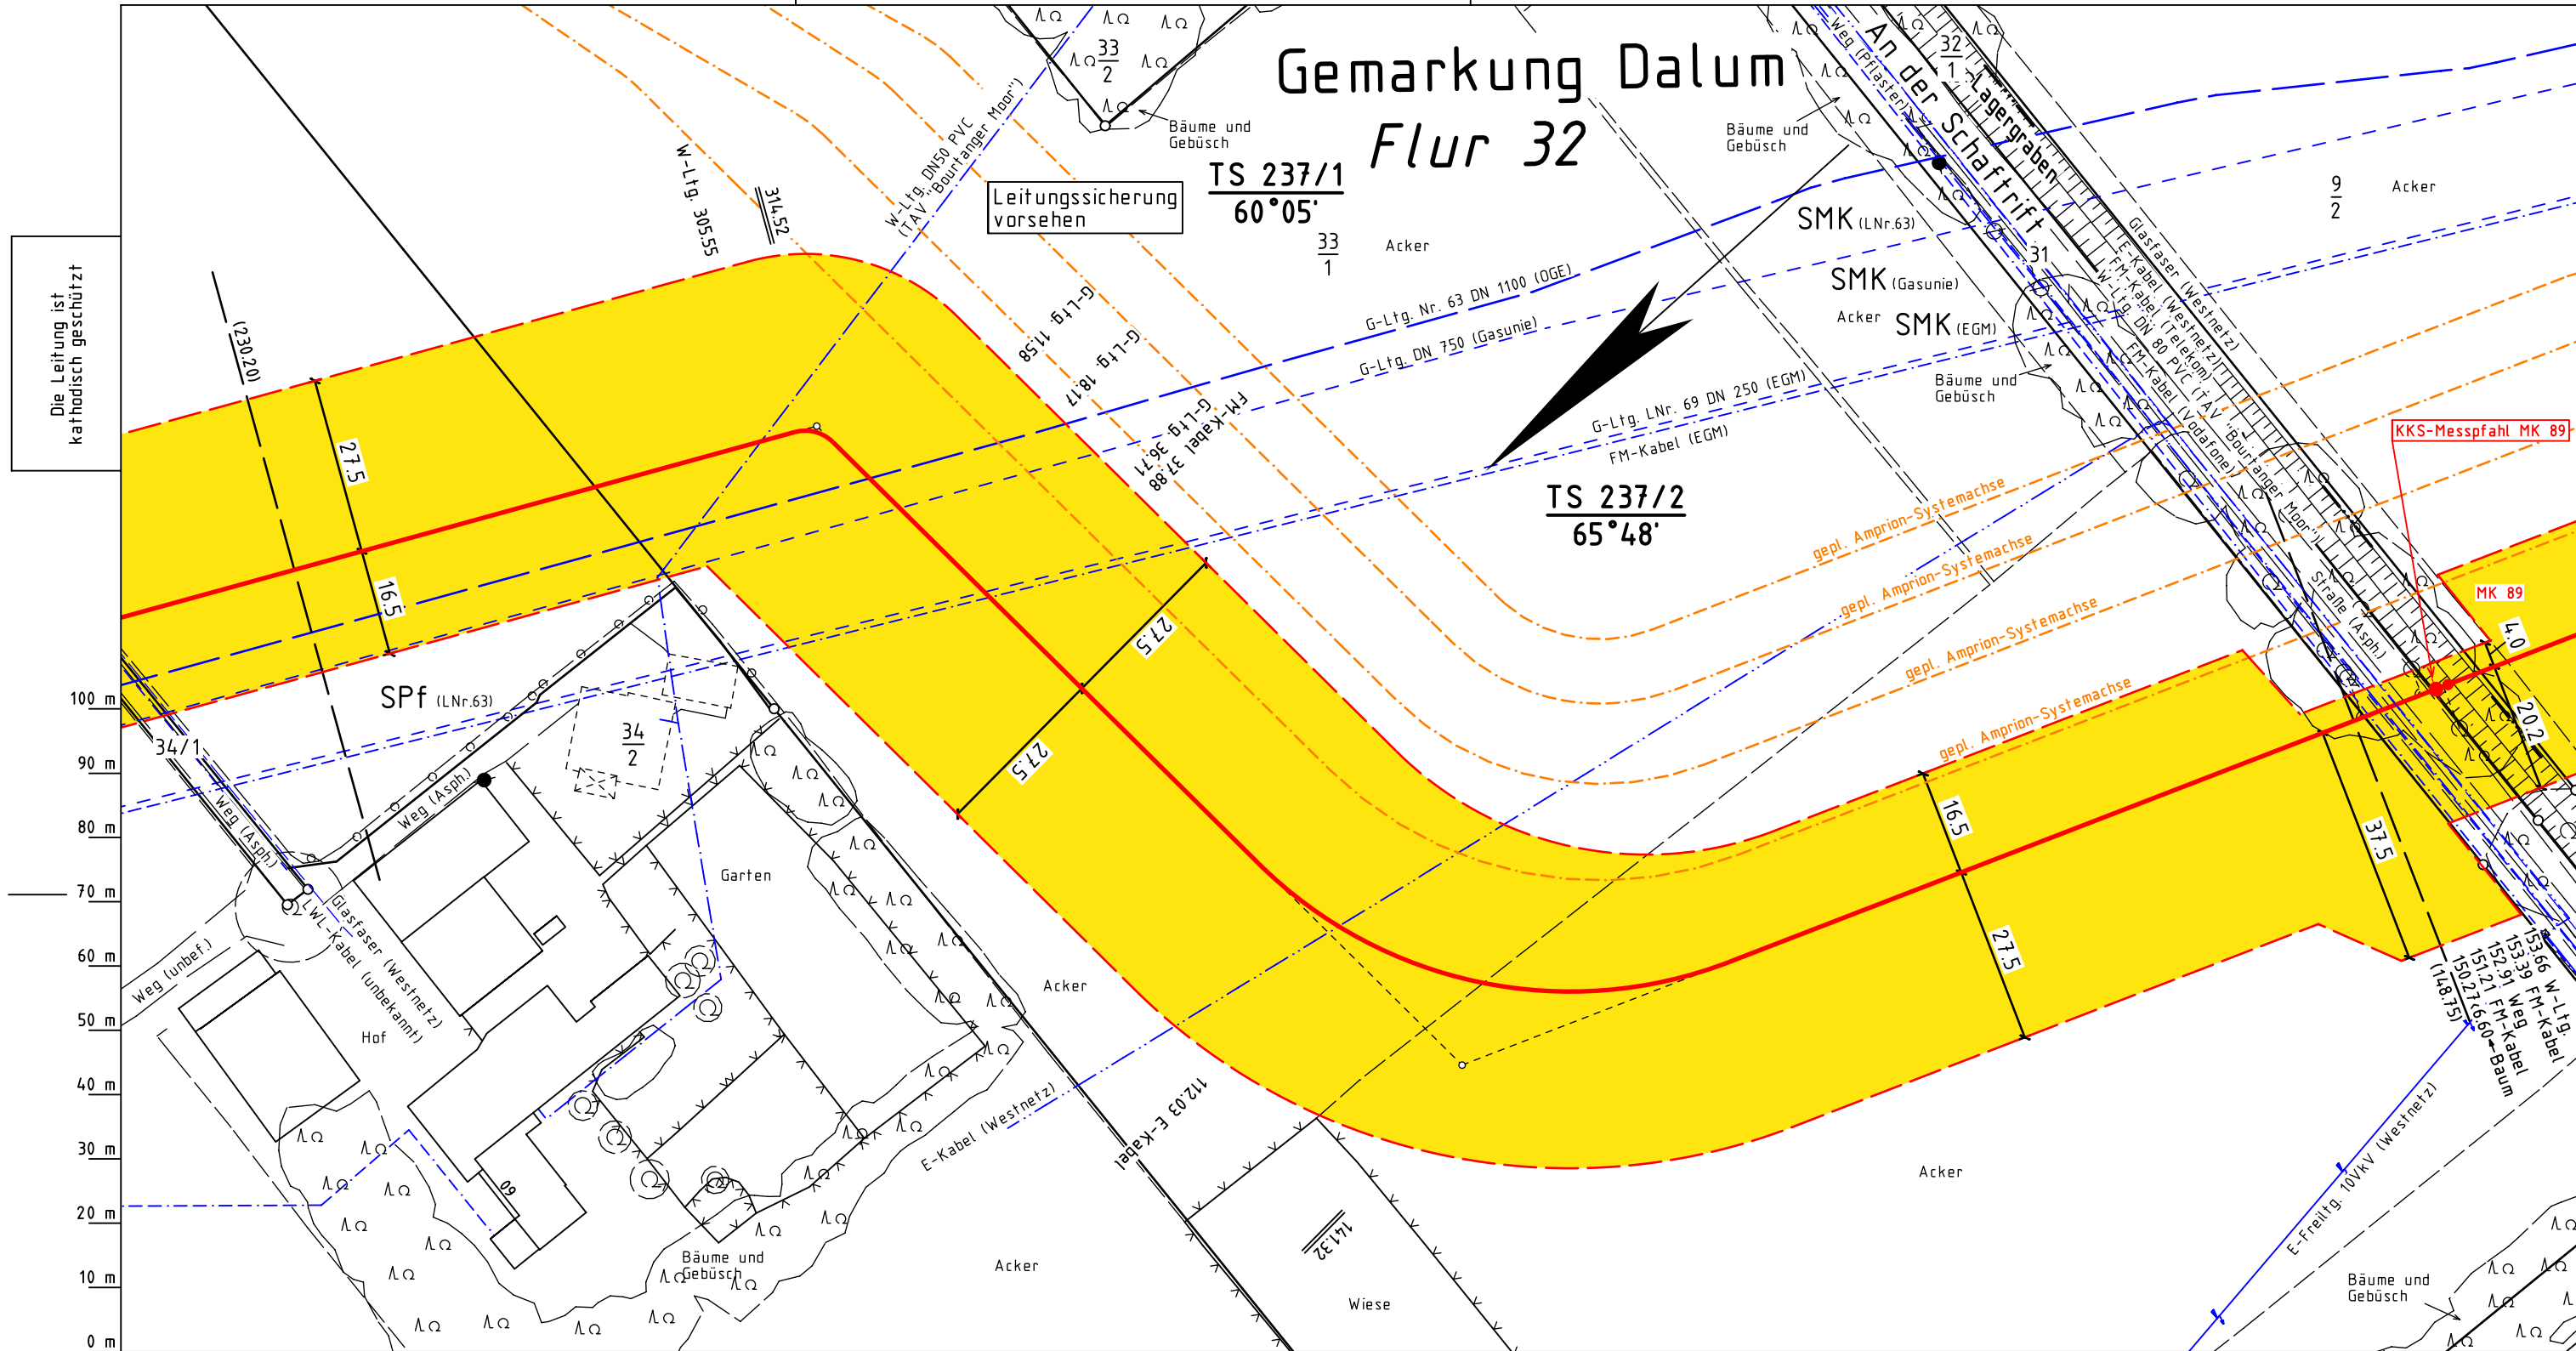 Die Leitung ist
kathodisch geschützt
100 m
90 m
80 m
70 m
60 m
50 m
40 m
30 m
20 m
10 m
0 m
Gemarkung Dalum
Flur 32
TS 237/1
60°05'
33
1
Acker
33
2
Bäume und
Gebüsch
Leitungssicherung
vorsehen
W-Ltg. DN50 PVC
(TAV "Bourtanger Moor")
W-Ltg. 305.55
314.52
(230.20)
27.5
16.5
G-Ltg. 11.58
G-Ltg. 18.17
G-Ltg. 36.71
FM-Kabel 37.88
G-Ltg. Nr. 63 DN 1100 (OGE)
G-Ltg. DN 750 (Gasunie)
G-Ltg. LNr. 69 DN 250 (EGM)
FM-Kabel (EGM)
TS 237/2
65°48'
SMK (LNr.63)
SMK (Gasunie)
Acker
SMK (EGM)
Bäume und
Gebüsch
Bäume und
Gebüsch
Weg (Pflaster)
An der Schaftrift
32
1
Lagergraben
31
9
2
Acker
Glasfaser (Westnetz)
E-Kabel (Westnetz)
FM-Kabel (Telekom)
W-Ltg. DN 80 PVC (TAV "Bourtanger Moor")
FM-Kabel (Vodafone)
Straße (Asph.)
KKS-Messpfahl MK 89
MK 89
4.0
20.2
37.5
gepl. Amprion-Systemachse
gepl. Amprion-Systemachse
gepl. Amprion-Systemachse
gepl. Amprion-Systemachse
27.5
27.5
16.5
27.5
SPf (LNr.63)
34/1
34
2
Weg (Asph.)
Weg (Asph.)
Garten
Glasfaser (Westnetz)
LWL-Kabel (unbekannt)
Weg (unbef.)
Hof
60
Bäume und
Gebüsch
Acker
Acker
E-Kabel (Westnetz)
112.03 E-Kabel
141.32
Wiese
Acker
153.66 W-Ltg.
153.39 FM-Kabel
152.91 Weg
151.21 FM-Kabel
150.27(6.60) Baum
(148.75)
E-Freiltg. 10VkV (Westnetz)
Bäume und
Gebüsch